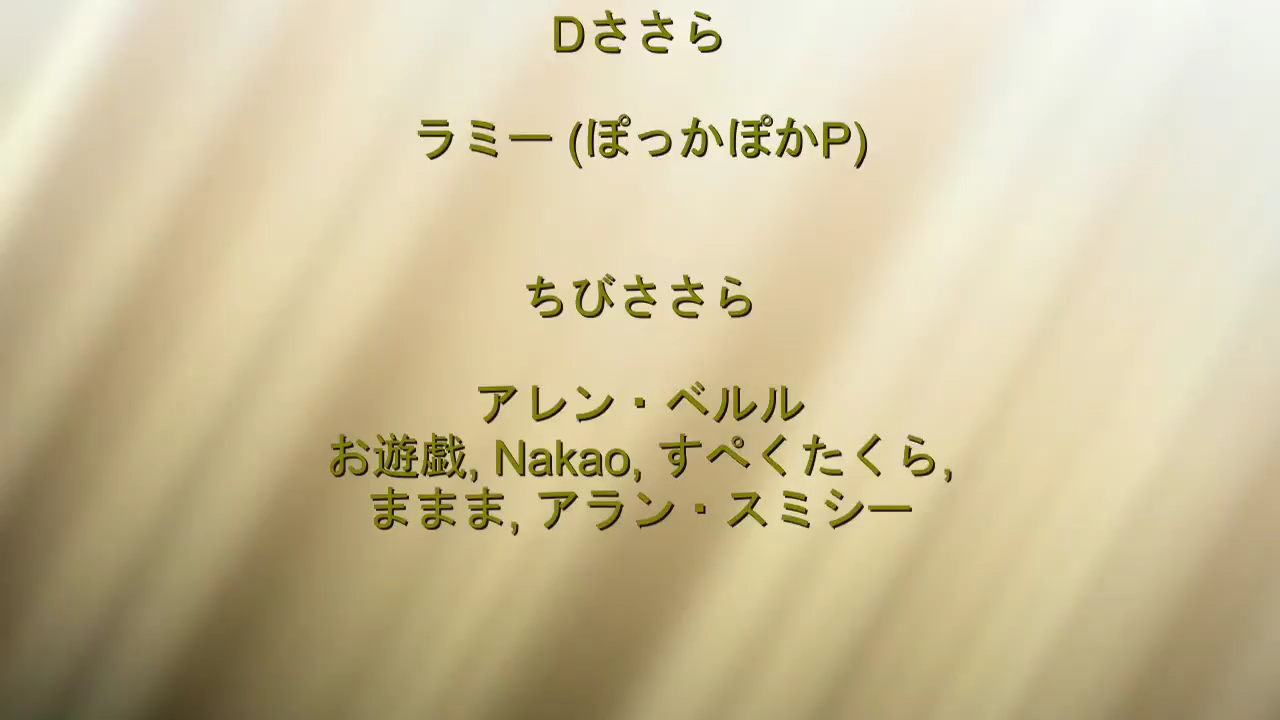 Dささら
ラミー (ぽっかぽかP)
ちびささら
アレン・ベルル
お遊戯, Nakao, すぺくたくら,
ままま, アラン・スミシー